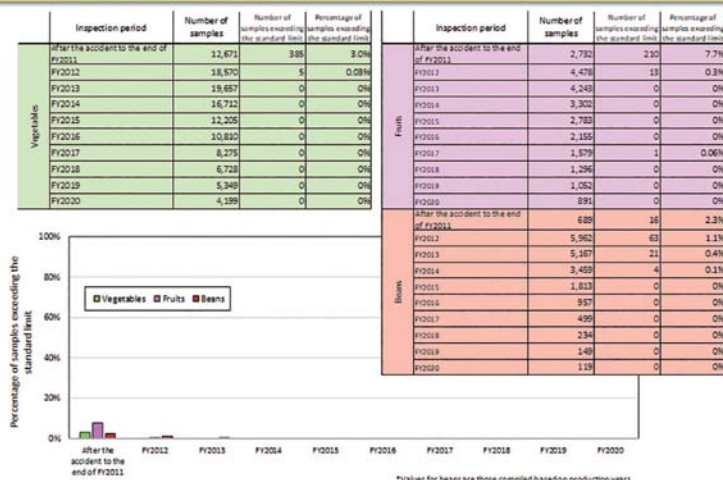 Inspection period Number of samples Number of samples exceeding the standard limit Percentage of samples exceeding the standard limit
Vegetables
After the accident to the end of FY2011 12,671 385 3.0%
FY2012 18,570 5 0.03%
FY2013 19,657 0 0%
FY2014 16,712 0 0%
FY2015 12,205 0 0%
FY2016 10,810 0 0%
FY2017 8,275 0 0%
FY2018 6,728 0 0%
FY2019 5,349 0 0%
FY2020 4,199 0 0%
Inspection period Number of samples Number of samples exceeding the standard limit Percentage of samples exceeding the standard limit
Fruits
After the accident to the end of FY2011 2,732 210 7.7%
FY2012 4,478 13 0.3%
FY2013 4,243 0 0%
FY2014 3,302 0 0%
FY2015 2,783 0 0%
FY2016 2,155 0 0%
FY2017 1,579 1 0.06%
FY2018 1,296 0 0%
FY2019 1,052 0 0%
FY2020 891 0 0%
Beans
After the accident to the end of FY2011 689 16 2.3%
FY2012 5,962 63 1.1%
FY2013 5,167 21 0.4%
FY2014 3,459 4 0.1%
FY2015 1,813 0 0%
FY2016 957 0 0%
FY2017 499 0 0%
FY2018 234 0 0%
FY2019 149 0 0%
FY2020 119 0 0%
Percentage of samples exceeding the standard limit
100%
80%
60%
40%
20%
0%
Vegetables Fruits Beans
After the accident to the end of FY2011 FY2012 FY2013 FY2014 FY2015 FY2016 FY2017 FY2018 FY2019 FY2020
*Values for beans are those compiled based on production years